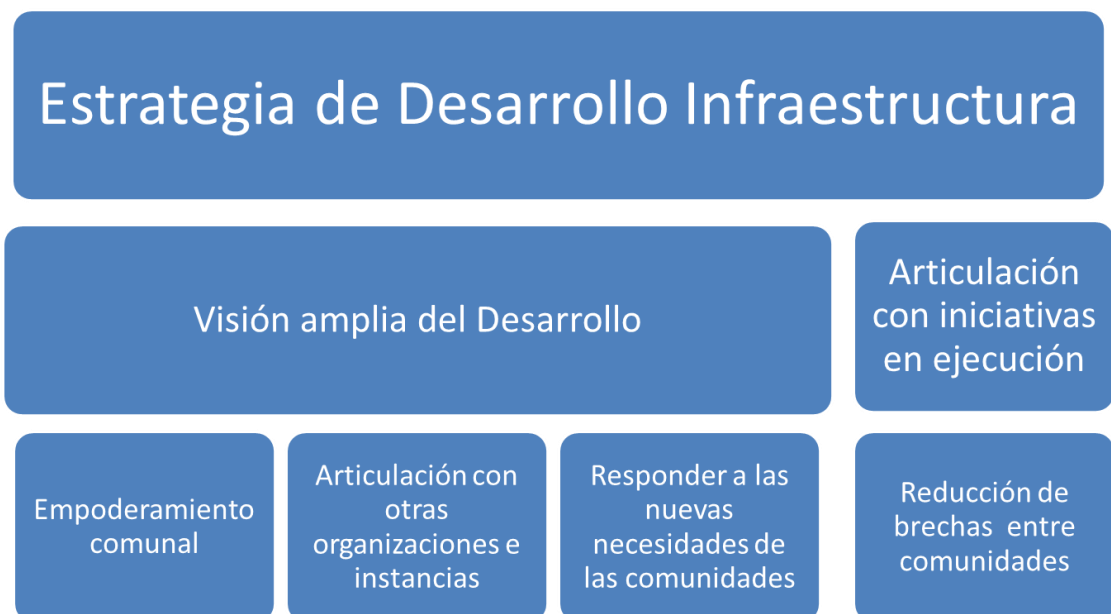 Estrategia de Desarrollo Infraestructura
Visión amplia del Desarrollo
Articulación
con iniciativas
en ejecución
Empoderamiento
comunal
Articulación con
otras
organizaciones e
instancias
Responder a las
nuevas
necesidades de
las comunidades
Reducción de
brechas entre
comunidades